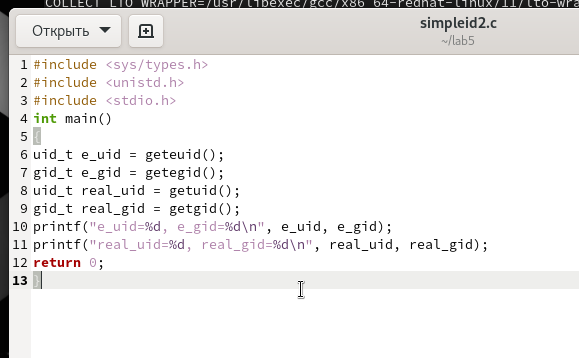 COLLECT_LTO_WRAPPER=/usr/libexec/gcc/x86_64-redhat-linux/11/lto-wra
Открыть
simpleid2.c
~/lab5
1 #include <sys/types.h>
2 #include <unistd.h>
3 #include <stdio.h>
4 int main()
5 {
6 uid_t e_uid = geteuid();
7 gid_t e_gid = getegid();
8 uid_t real_uid = getuid();
9 gid_t real_gid = getgid();
10 printf("e_uid=%d, e_gid=%d\n", e_uid, e_gid);
11 printf("real_uid=%d, real_gid=%d\n", real_uid, real_gid);
12 return 0;
13 }